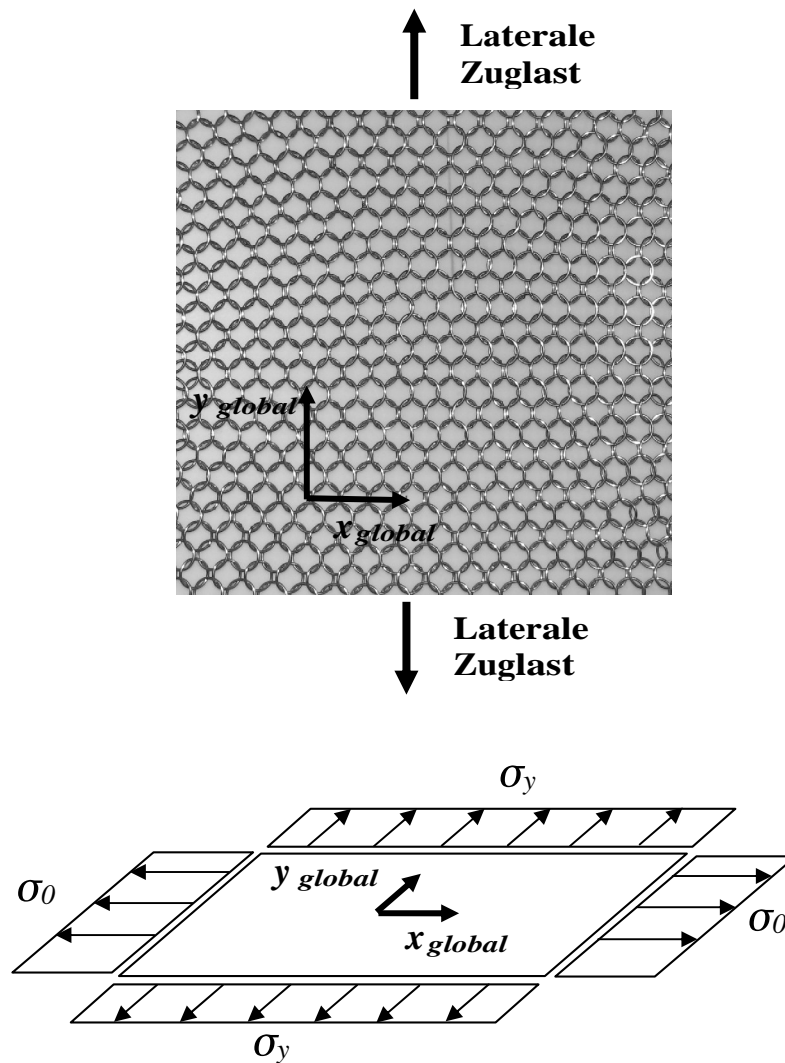 Laterale
Zuglast
y global
x global
Laterale
Zuglast
σy
σ0
y global
x global
σ0
σy